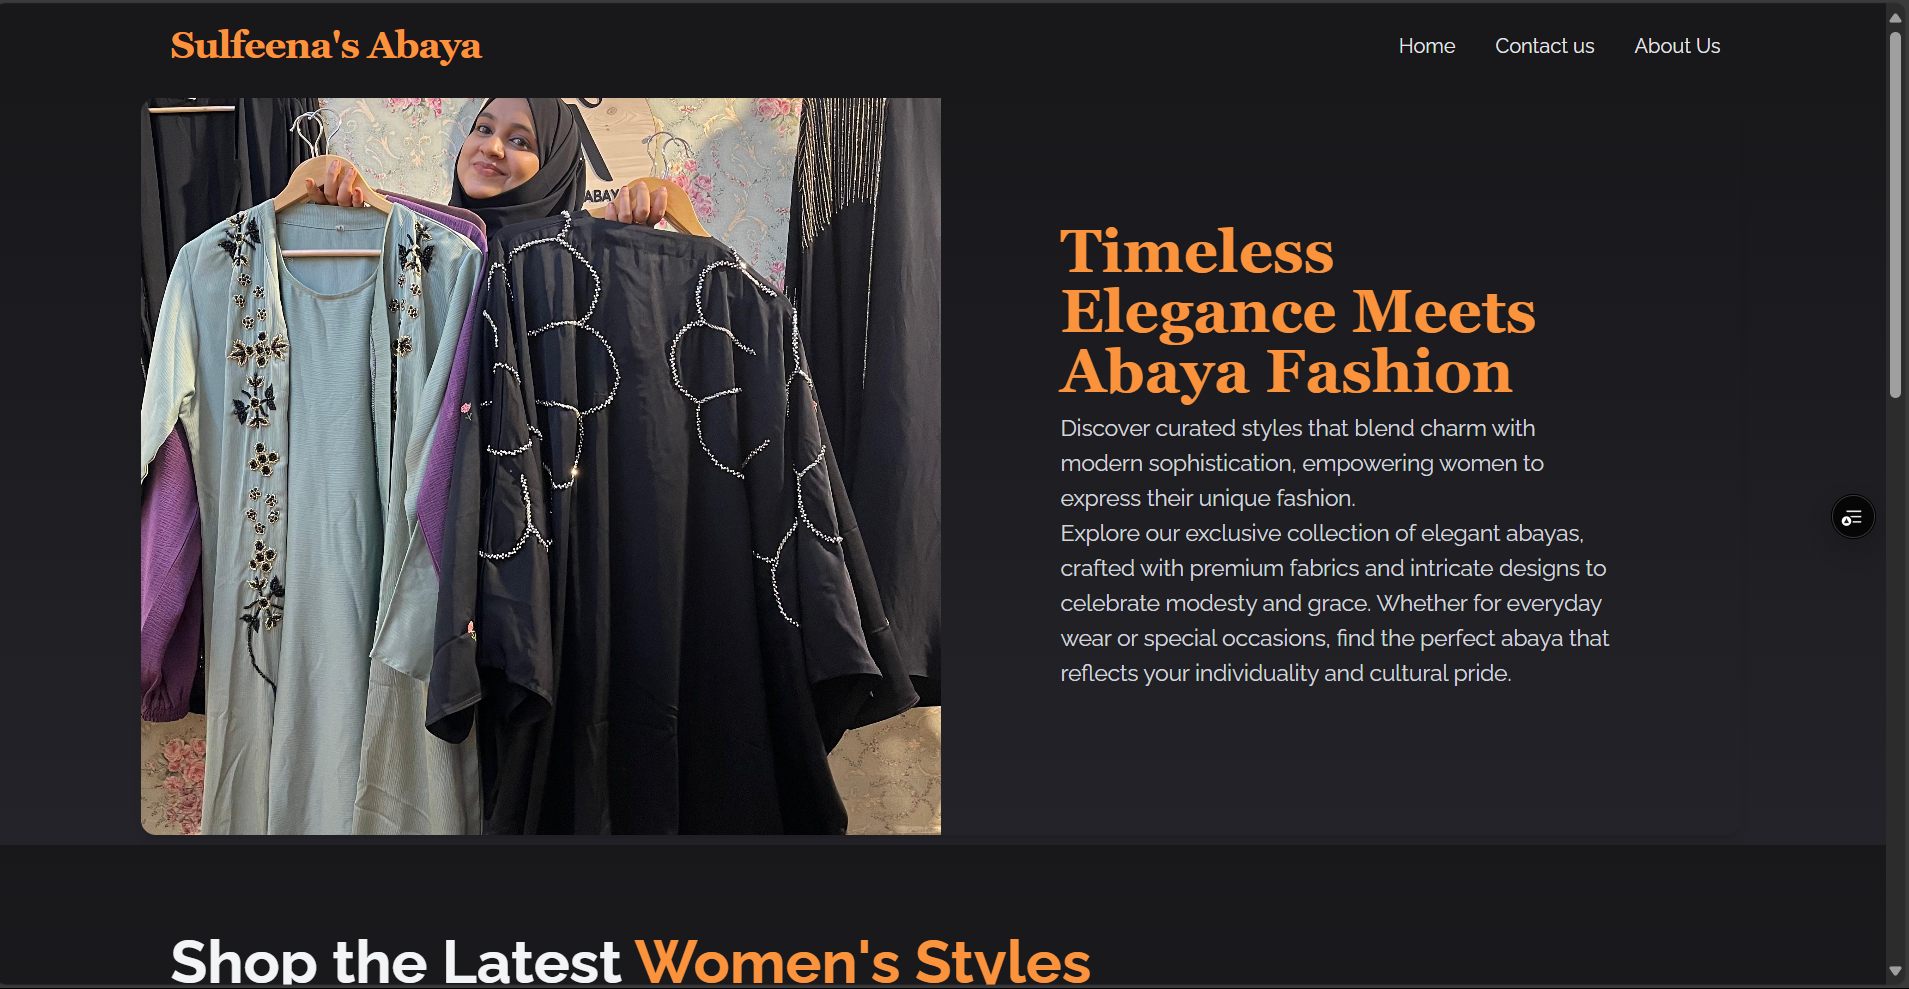 Sulfeena's Abaya
Home
Contact us
About Us
ABAY
Timeless
Elegance Meets
Abaya Fashion
Discover curated styles that blend charm with
modern sophistication, empowering women to
express their unique fashion.
Explore our exclusive collection of elegant abayas,
crafted with premium fabrics and intricate designs to
celebrate modesty and grace. Whether for everyday
wear or special occasions, find the perfect abaya that
reflects your individuality and cultural pride.
Shop the Latest Women's Styles